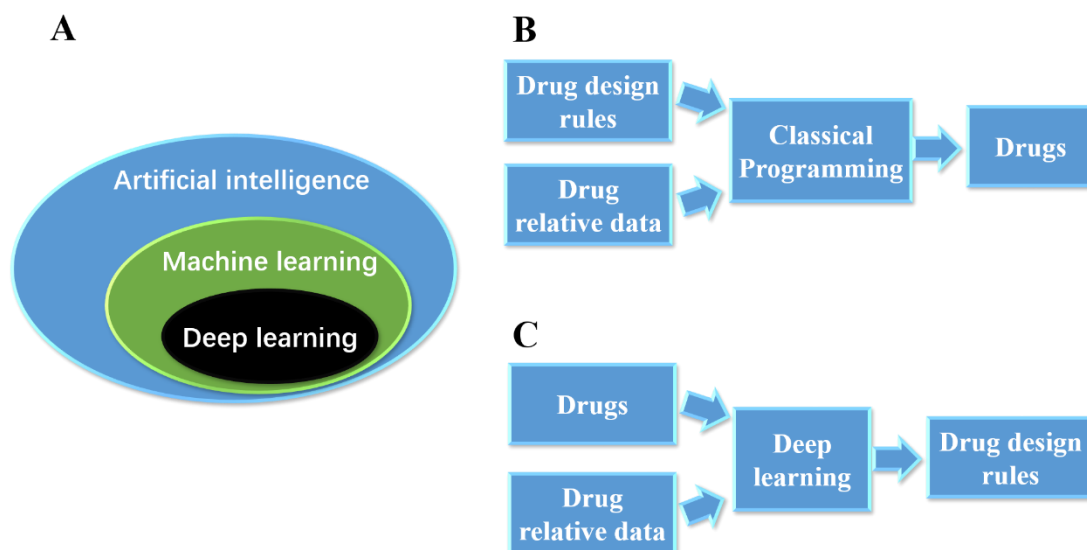 A
Artificial intelligence
Machine learning
Deep learning
B
Drug design
rules
Drug
relative data
Classical
Programming
Drugs
C
Drugs
Drug
relative data
Deep
learning
Drug design
rules